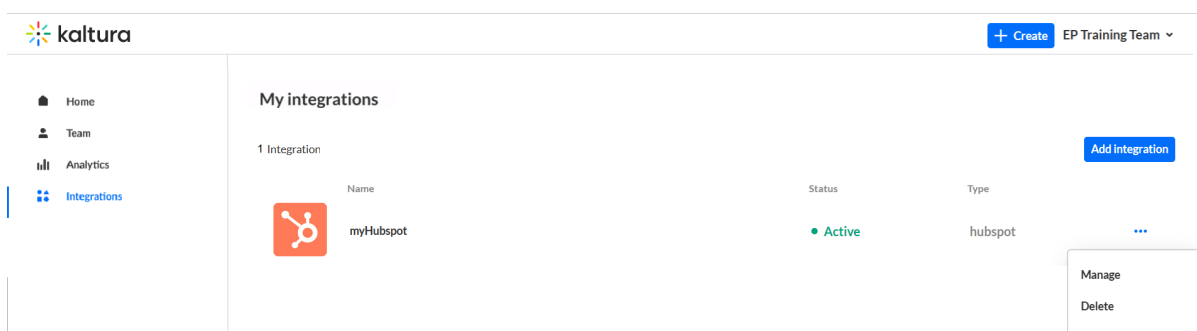 kaltura
+ Create EP Training Team
Home
Team
Analytics
Integrations
My integrations
1 Integration
Add integration
Name Status Type
myHubspot Active hubspot
Manage
Delete